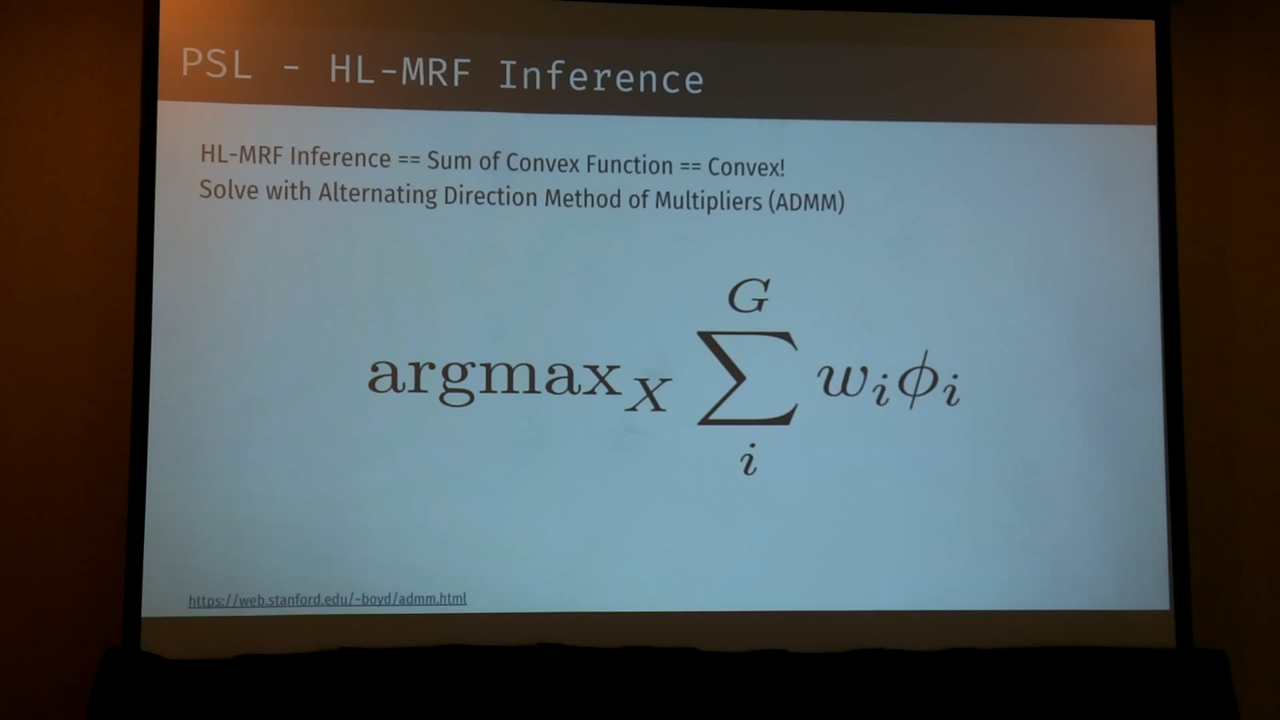 PSL - HL-MRF Inference
HL-MRF Inference == Sum of Convex Function == Convex!
Solve with Alternating Direction Method of Multipliers (ADMM)
G
argmax_X ∑ w_i ϕ_i
i
https://web.stanford.edu/~boyd/admm.html